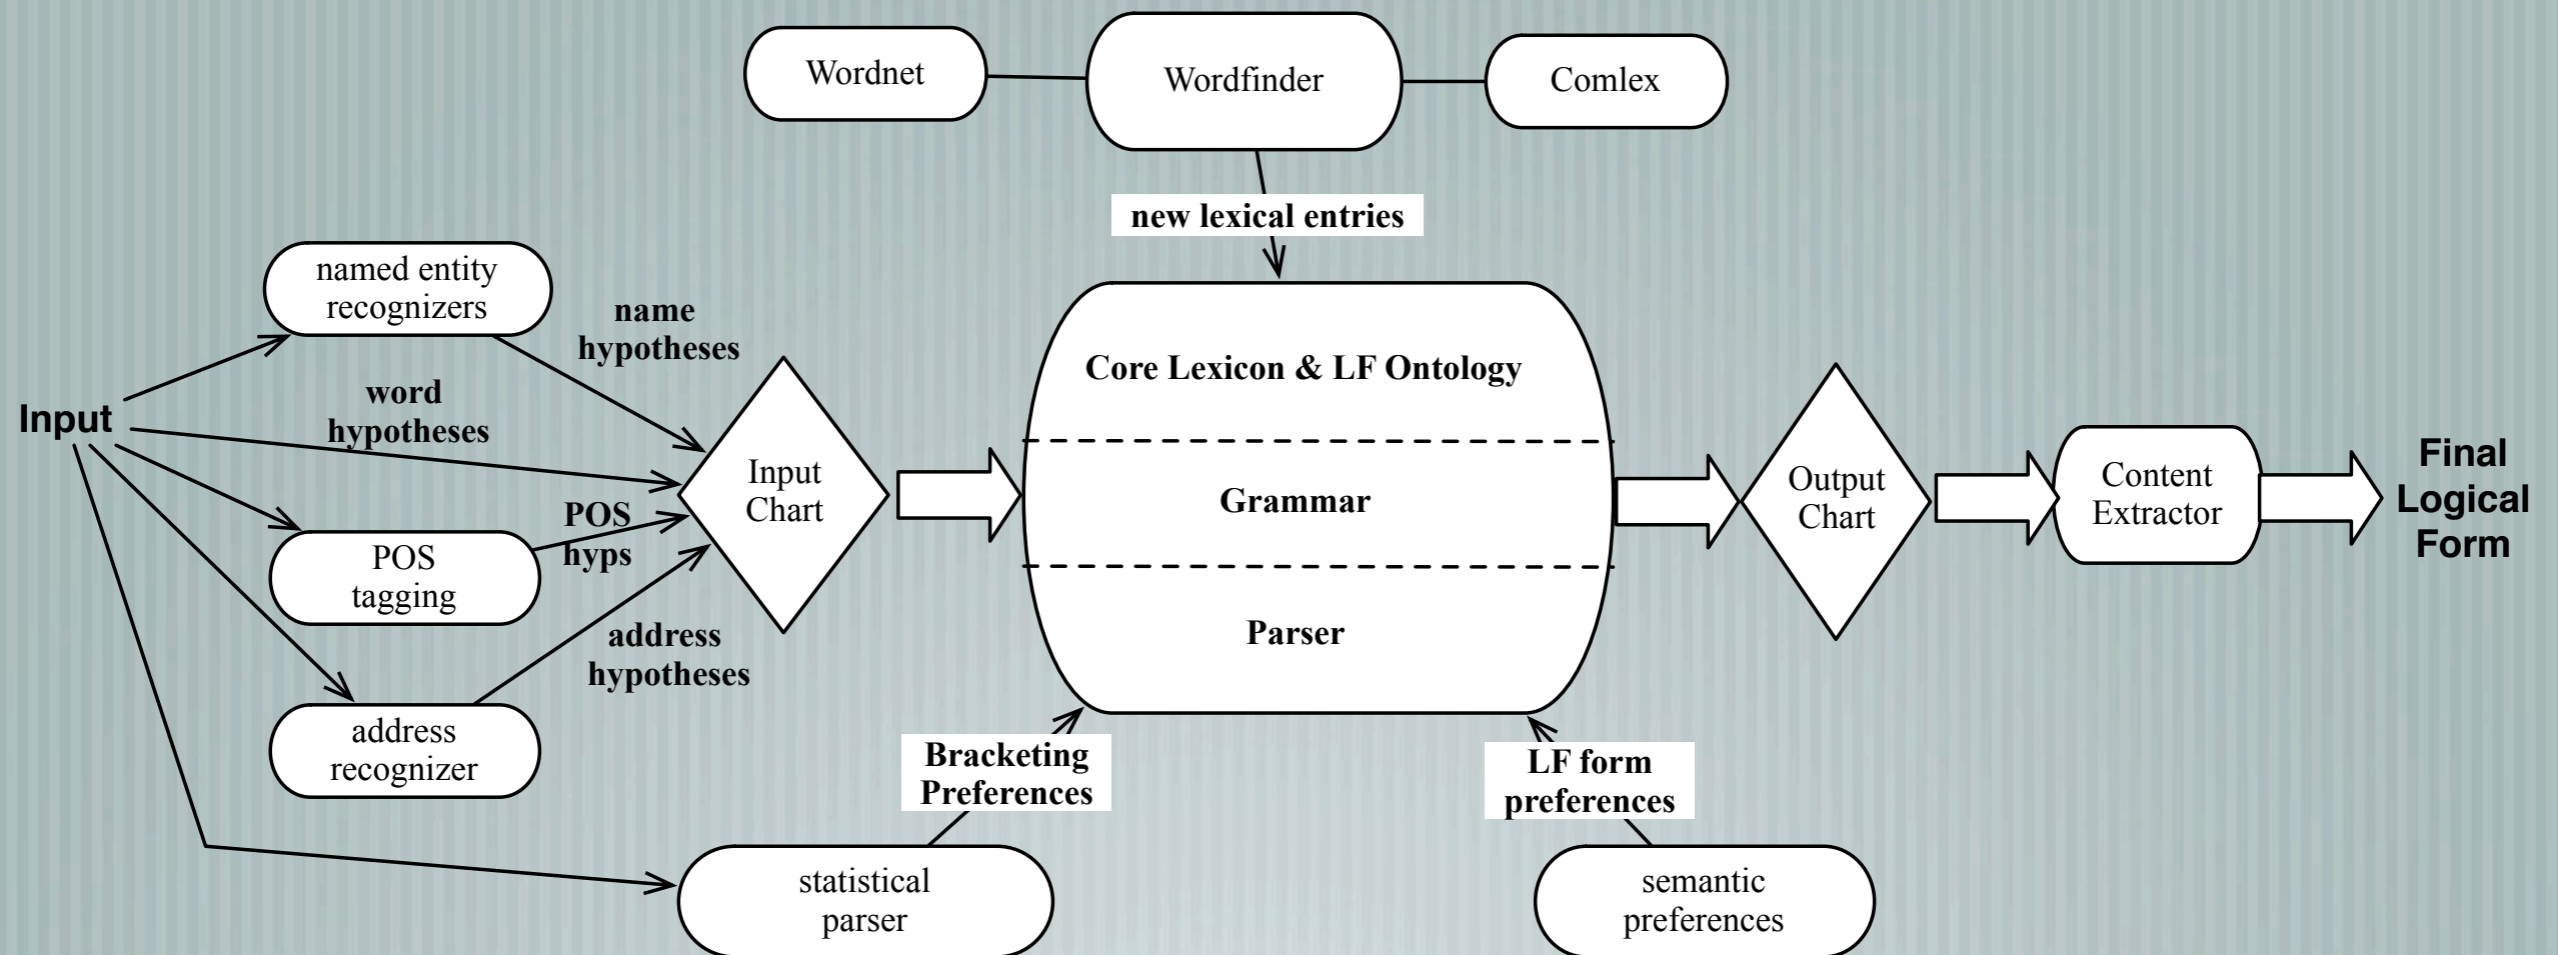 Wordnet
Wordfinder
Comlex
new lexical entries
named entity
recognizers
name
hypotheses
word
hypotheses
Input
POS
hyps
POS
tagging
address
hypotheses
address
recognizer
Input
Chart
Core Lexicon & LF Ontology
Grammar
Parser
Output
Chart
Content
Extractor
Final
Logical
Form
Bracketing
Preferences
LF form
preferences
statistical
parser
semantic
preferences